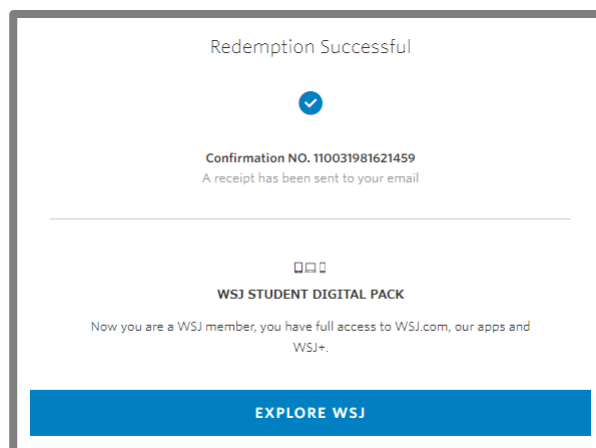 Redemption Successful
Confirmation NO. 110031981621459
A receipt has been sent to your email
WSJ STUDENT DIGITAL PACK
Now you are a WSJ member, you have full access to WSJ.com, our apps and
WSJ+.
EXPLORE WSJ